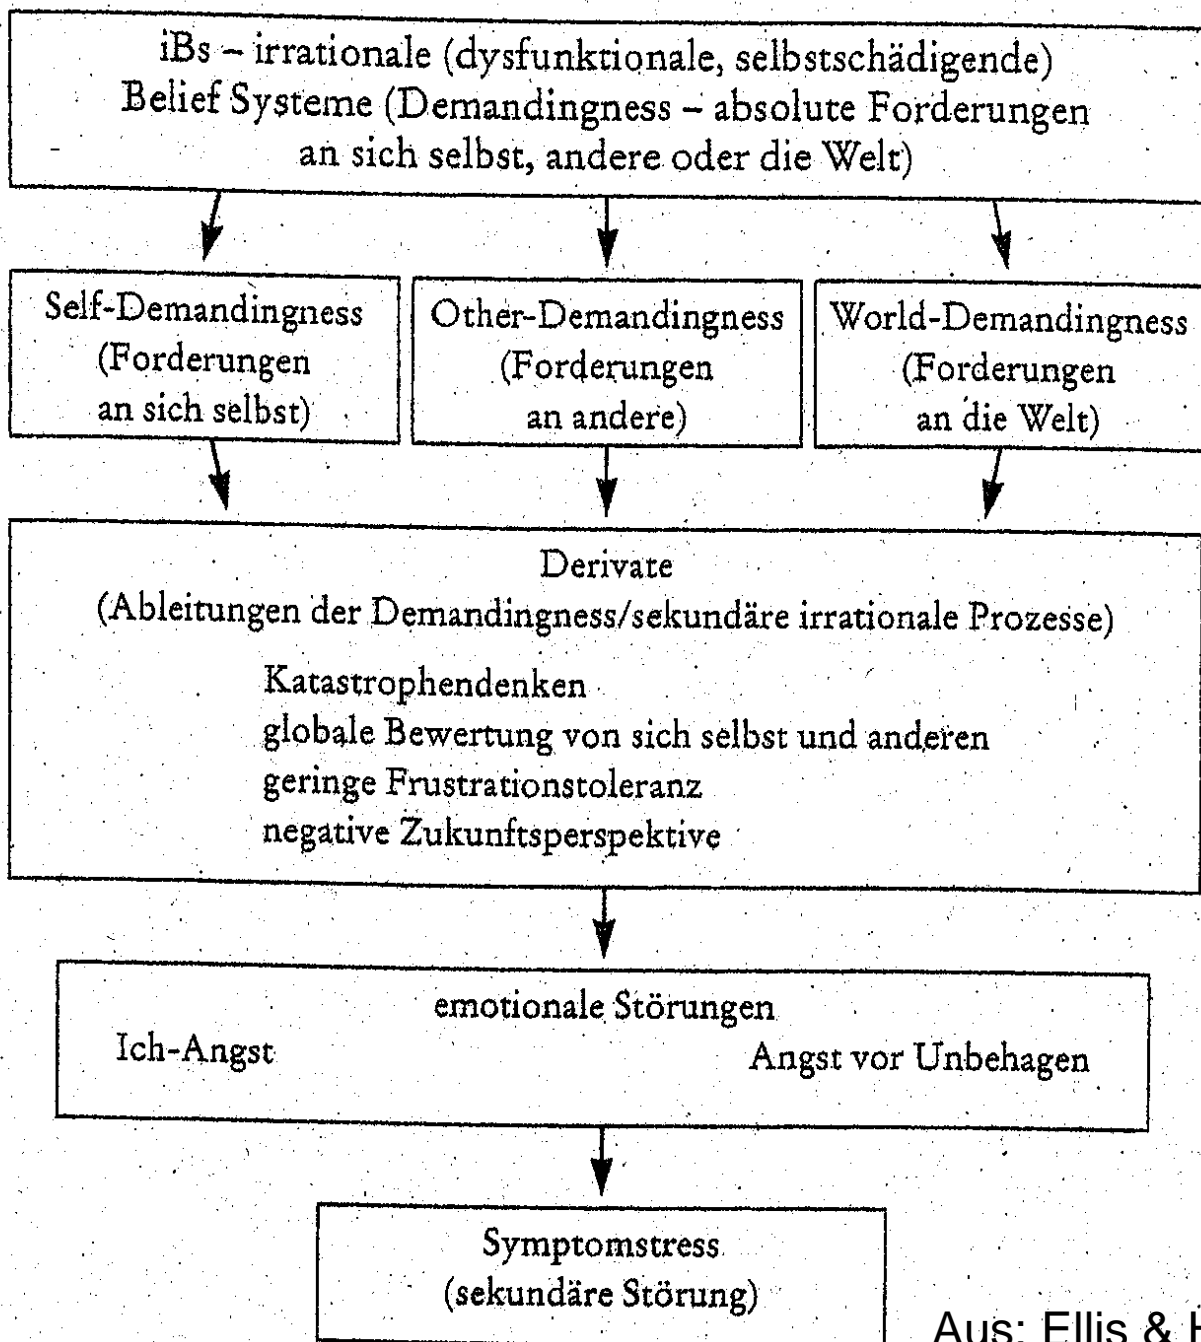 iBs – irrationale (dysfunktionale, selbstschädigende)
Belief Systeme (Demandingness – absolute Forderungen
an sich selbst, andere oder die Welt)
Self-Demandingness
(Forderungen
an sich selbst)
Other-Demandingness
(Forderungen
an andere)
World-Demandingness
(Forderungen
an die Welt)
Derivate
(Ableitungen der Demandingness/sekundäre irrationale Prozesse)
Katastrophendenken
globale Bewertung von sich selbst und anderen
geringe Frustrationstoleranz
negative Zukunftsperspektive
emotionale Störungen
Ich-Angst
Angst vor Unbehagen
Symptomstress
(sekundäre Störung)
Aus: Ellis &